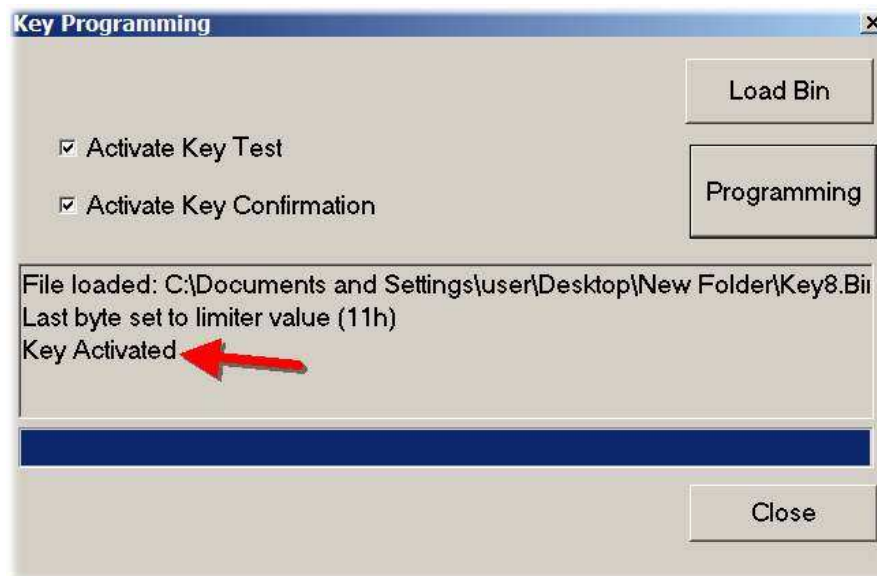 Key Programming
Load Bin
Activate Key Test
Programming
Activate Key Confirmation
File loaded: C:\Documents and Settings\user\Desktop\New Folder\Key8.Bin
Last byte set to limiter value (11h)
Key Activated
Close